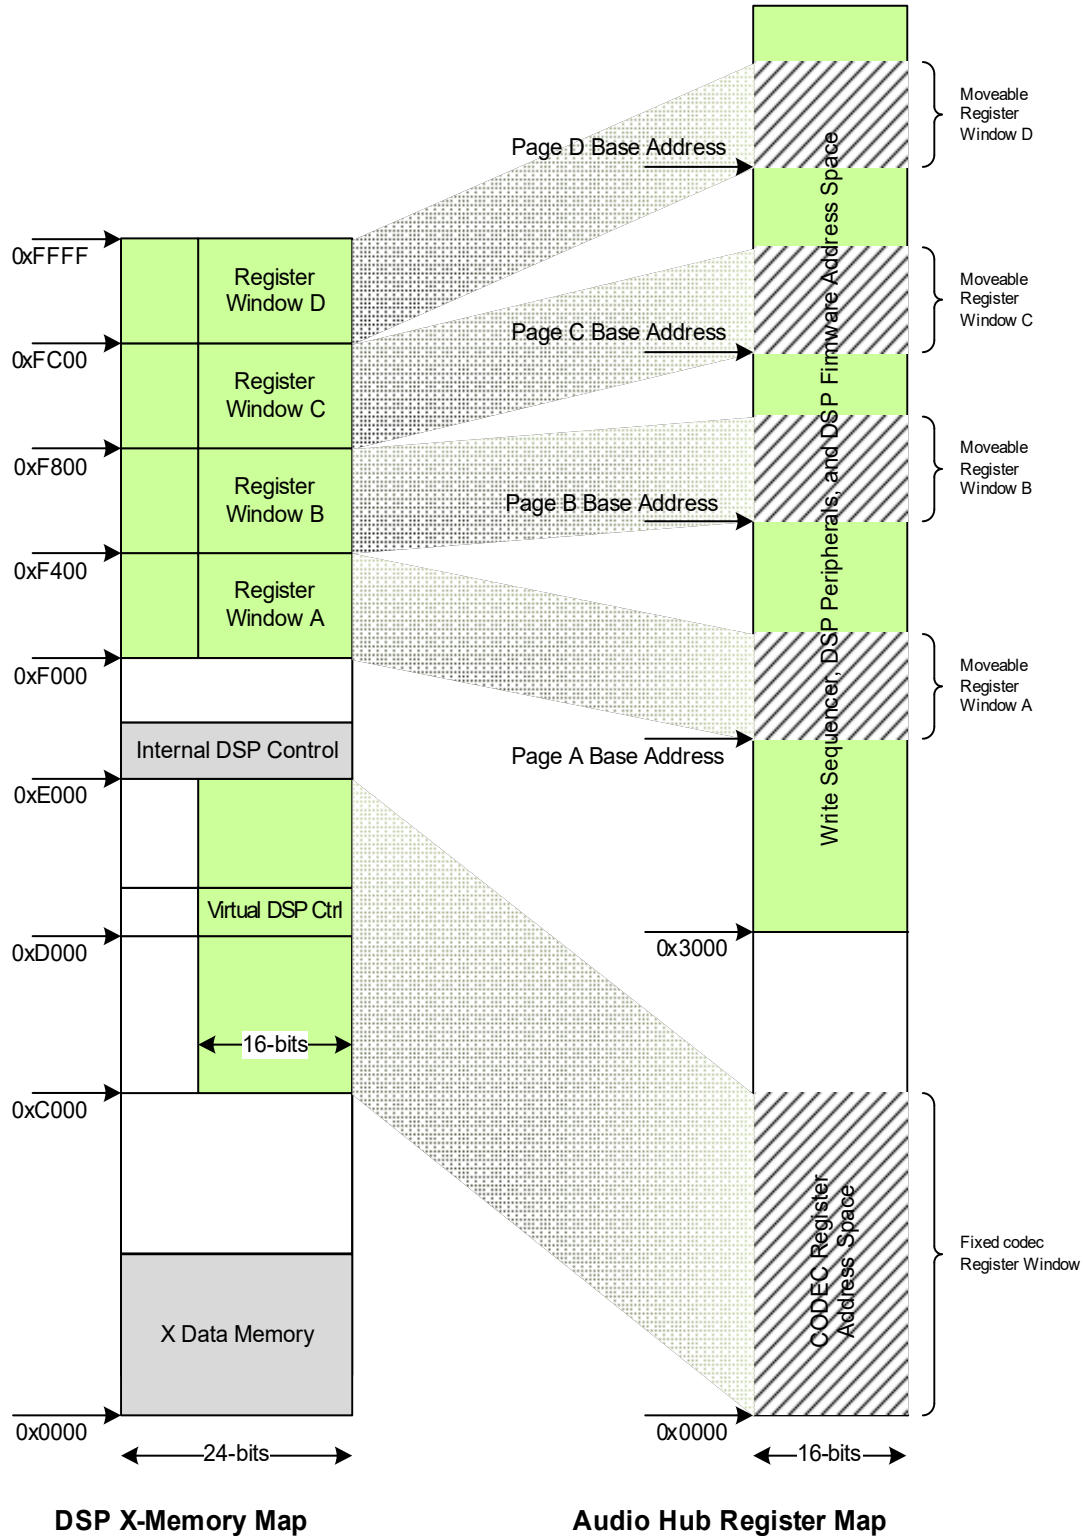 Moveable
Register
Window D
Page D Base Address
0xFFFF
Register
Window D
Moveable
Register
Window C
Page C Base Address
0xFC00
Register
Window C
0xF800
Moveable
Register
Window B
Register
Window B
Page B Base Address
0xF400
Register
Window A
0xF000
Moveable
Register
Window A
Page A Base Address
Write Sequencer, DSP Peripherals, and DSP Firmware Address Space
Internal DSP Control
0xE000
Virtual DSP Ctrl
0xD000
0x3000
16-bits
0xC000
CODEC Register
Address Space
Fixed codec
Register Window
X Data Memory
0x0000
0x0000
24-bits
16-bits
DSP X-Memory Map
Audio Hub Register Map